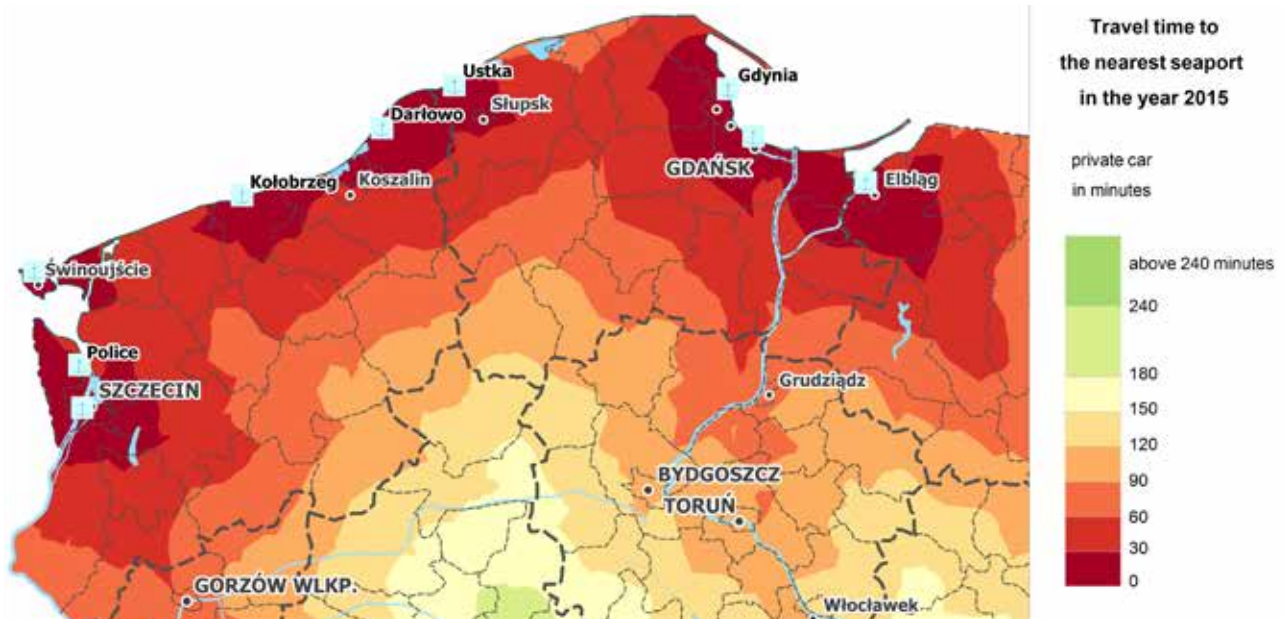 Ustka
Słupsk
Darłowo
Kołobrzeg
Koszalin
Gdynia
GDAŃSK
Elbląg
Świnoujście
Police
SZCZECIN
Grudziądz
BYDGOSZCZ
TORUŃ
GORZÓW WLKP.
Włocławek
Travel time to
the nearest seaport
in the year 2015
private car
in minutes
above 240 minutes
240
180
150
120
90
60
30
0